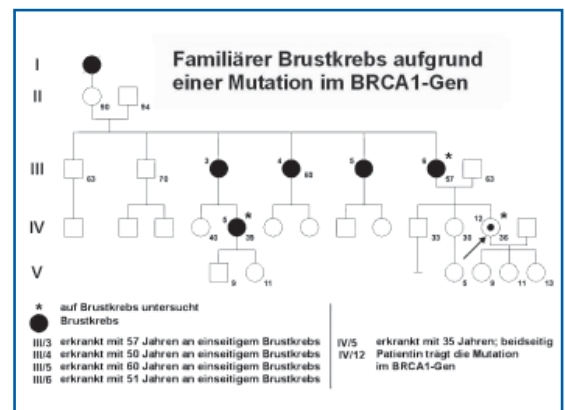 Familiärer Brustkrebs aufgrund
einer Mutation im BRCA1-Gen
I
II
90 94
III
63 70 3 4 60 5 6 * 57 63
IV
40 5 * 39 33 30 12 * 36
V
9 11 5 9 11 13
* auf Brustkrebs untersucht
Brustkrebs
III/3 erkrankt mit 57 Jahren an einseitigem Brustkrebs
III/4 erkrankt mit 50 Jahren an einseitigem Brustkrebs
III/5 erkrankt mit 60 Jahren an einseitigem Brustkrebs
III/6 erkrankt mit 51 Jahren an einseitigem Brustkrebs
IV/5 erkrankt mit 35 Jahren; beidseitig
IV/12 Patientin trägt die Mutation
im BRCA1-Gen